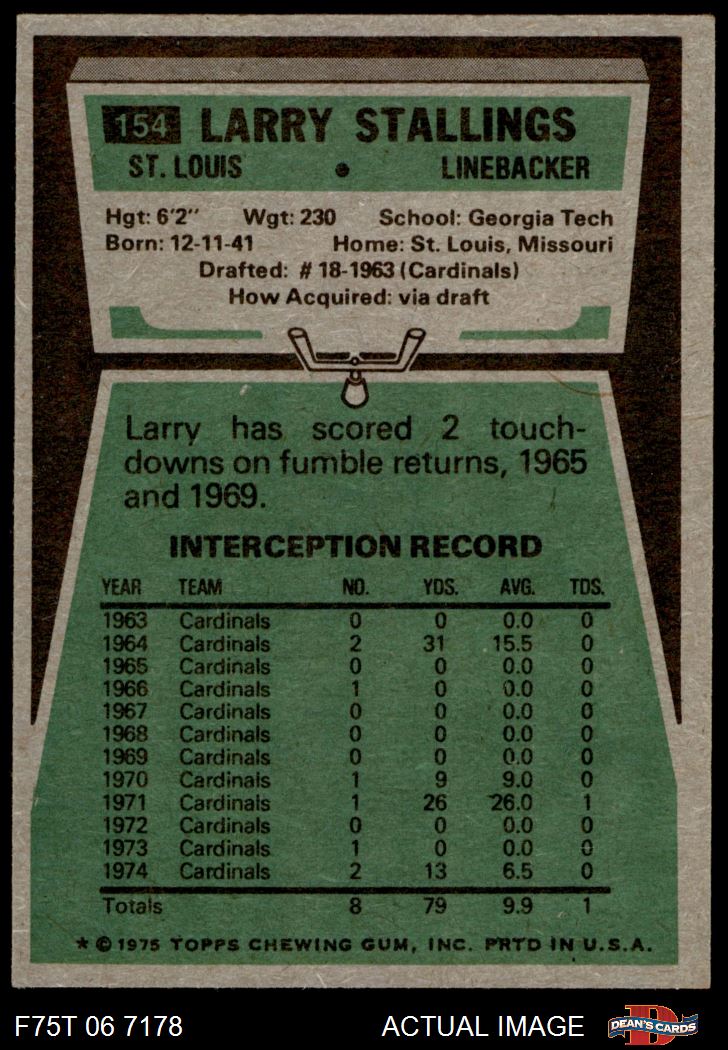 154 LARRY STALLINGS
ST. LOUIS • LINEBACKER
Hgt: 6'2" Wgt: 230 School: Georgia Tech
Born: 12-11-41 Home: St. Louis, Missouri
Drafted: # 18-1963 (Cardinals)
How Acquired: via draft
Larry has scored 2 touch-
downs on fumble returns, 1965
and 1969.
INTERCEPTION RECORD
YEAR TEAM NO. YDS. AVG. TDS.
1963 Cardinals 0 0 0.0 0
1964 Cardinals 2 31 15.5 0
1965 Cardinals 0 0 0.0 0
1966 Cardinals 1 0 0.0 0
1967 Cardinals 0 0 0.0 0
1968 Cardinals 0 0 0.0 0
1969 Cardinals 0 0 0.0 0
1970 Cardinals 1 9 9.0 0
1971 Cardinals 1 26 26.0 1
1972 Cardinals 0 0 0.0 0
1973 Cardinals 1 0 0.0 0
1974 Cardinals 2 13 6.5 0
Totals 8 79 9.9 1
★ © 1975 TOPPS CHEWING GUM, INC. PRTD IN U.S.A.
F75T 06 7178 ACTUAL IMAGE D DEAN'S CARDS